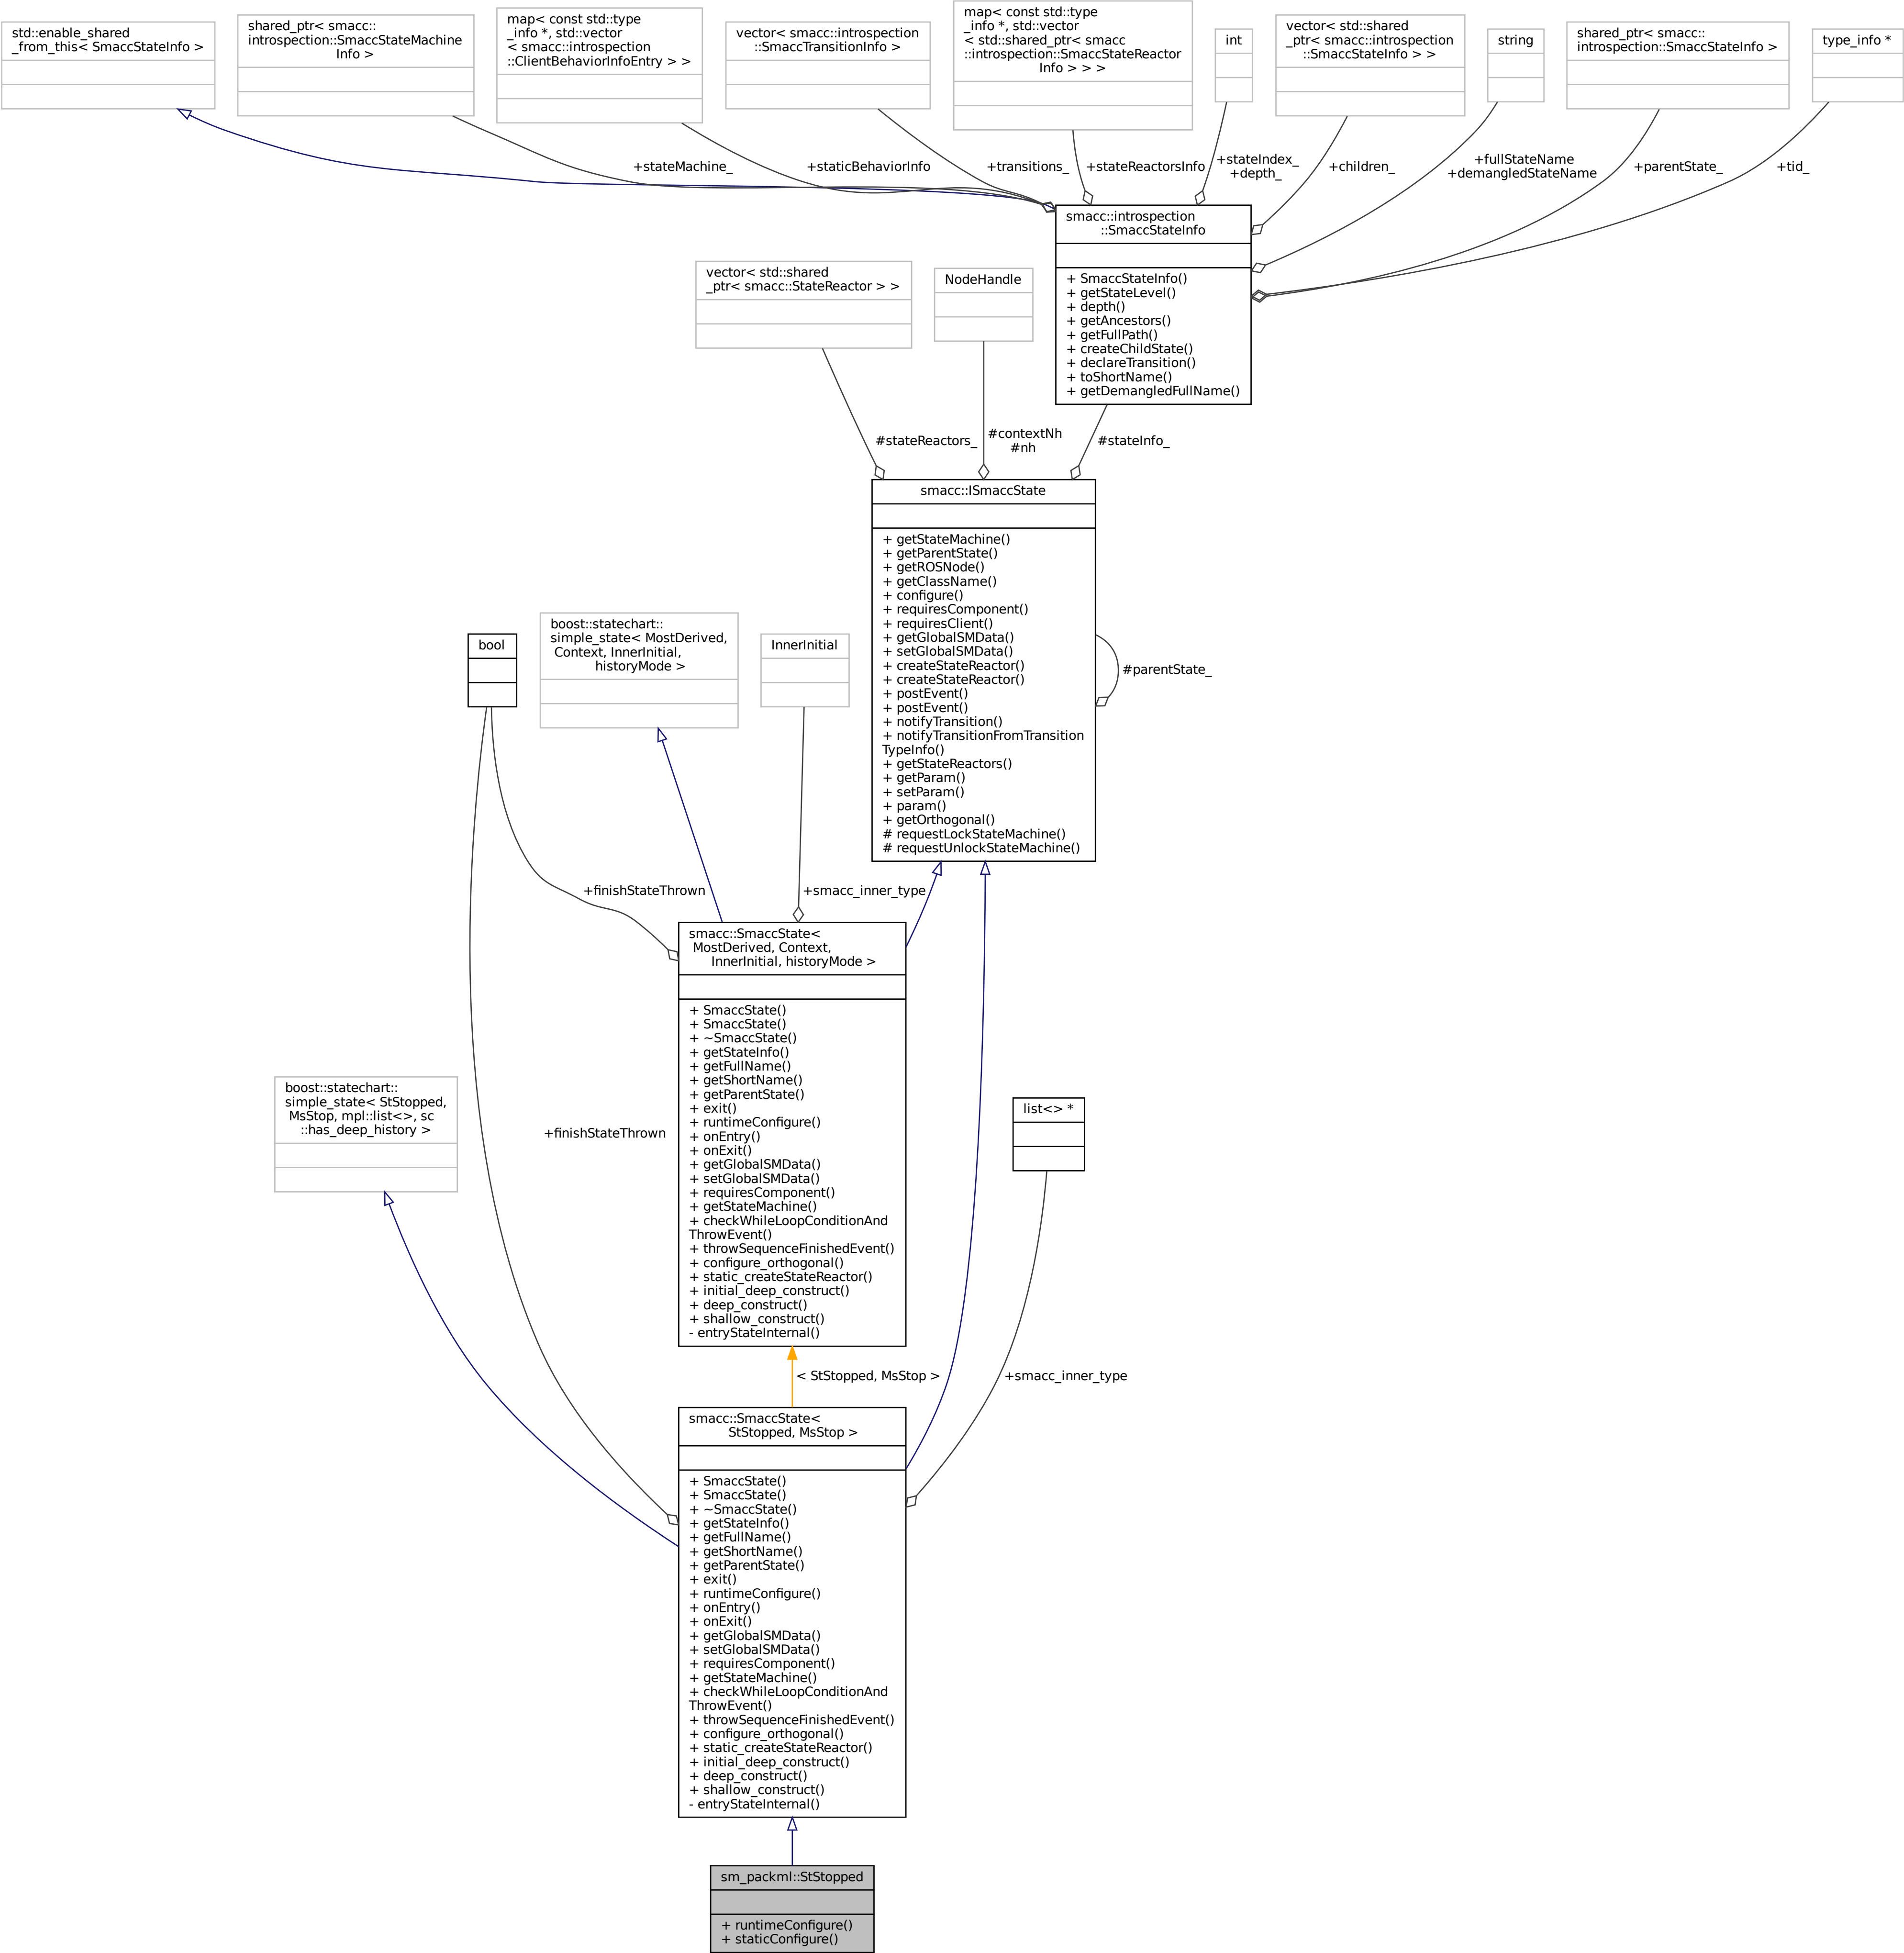 std::enable_shared
_from_this< SmaccStateInfo >
shared_ptr< smacc::
introspection::SmaccStateMachine
Info >
map< const std::type
_info *, std::vector
< smacc::introspection
::ClientBehaviorInfoEntry > >
vector< smacc::introspection
::SmaccTransitionInfo >
map< const std::type
_info *, std::vector
< std::shared_ptr< smacc
::introspection::SmaccStateReactor
Info > > >
int
vector< std::shared
_ptr< smacc::introspection
::SmaccStateInfo > >
string
shared_ptr< smacc::
introspection::SmaccStateInfo >
type_info *
+stateMachine_
+staticBehaviorInfo
+transitions_
+stateReactorsInfo
+stateIndex_
+depth_
+children_
+fullStateName
+demangledStateName
+parentState_
+tid_
smacc::introspection
::SmaccStateInfo
+ SmaccStateInfo()
+ getStateLevel()
+ depth()
+ getAncestors()
+ getFullPath()
+ createChildState()
+ declareTransition()
+ toShortName()
+ getDemangledFullName()
vector< std::shared
_ptr< smacc::StateReactor > >
NodeHandle
#stateReactors_
#contextNh
#nh
#stateInfo_
smacc::ISmaccState
+ getStateMachine()
+ getParentState()
+ getROSNode()
+ getClassName()
+ configure()
+ requiresComponent()
+ requiresClient()
+ getGlobalSMData()
+ setGlobalSMData()
+ createStateReactor()
+ createStateReactor()
+ postEvent()
+ postEvent()
+ notifyTransition()
+ notifyTransitionFromTransition
TypeInfo()
+ getStateReactors()
+ getParam()
+ setParam()
+ param()
+ getOrthogonal()
# requestLockStateMachine()
# requestUnlockStateMachine()
#parentState_
bool
boost::statechart::
simple_state< MostDerived,
Context, InnerInitial,
historyMode >
InnerInitial
+finishStateThrown
+smacc_inner_type
smacc::SmaccState<
MostDerived, Context,
InnerInitial, historyMode >
+ SmaccState()
+ SmaccState()
+ ~SmaccState()
+ getStateInfo()
+ getFullName()
+ getShortName()
+ getParentState()
+ exit()
+ runtimeConfigure()
+ onEntry()
+ onExit()
+ getGlobalSMData()
+ setGlobalSMData()
+ requiresComponent()
+ getStateMachine()
+ checkWhileLoopConditionAnd
ThrowEvent()
+ throwSequenceFinishedEvent()
+ configure_orthogonal()
+ static_createStateReactor()
+ initial_deep_construct()
+ deep_construct()
+ shallow_construct()
- entryStateInternal()
boost::statechart::
simple_state< StStopped,
MsStop, mpl::list<>, sc
::has_deep_history >
+finishStateThrown
list<> *
< StStopped, MsStop >
+smacc_inner_type
smacc::SmaccState<
StStopped, MsStop >
+ SmaccState()
+ SmaccState()
+ ~SmaccState()
+ getStateInfo()
+ getFullName()
+ getShortName()
+ getParentState()
+ exit()
+ runtimeConfigure()
+ onEntry()
+ onExit()
+ getGlobalSMData()
+ setGlobalSMData()
+ requiresComponent()
+ getStateMachine()
+ checkWhileLoopConditionAnd
ThrowEvent()
+ throwSequenceFinishedEvent()
+ configure_orthogonal()
+ static_createStateReactor()
+ initial_deep_construct()
+ deep_construct()
+ shallow_construct()
- entryStateInternal()
sm_packml::StStopped
+ runtimeConfigure()
+ staticConfigure()